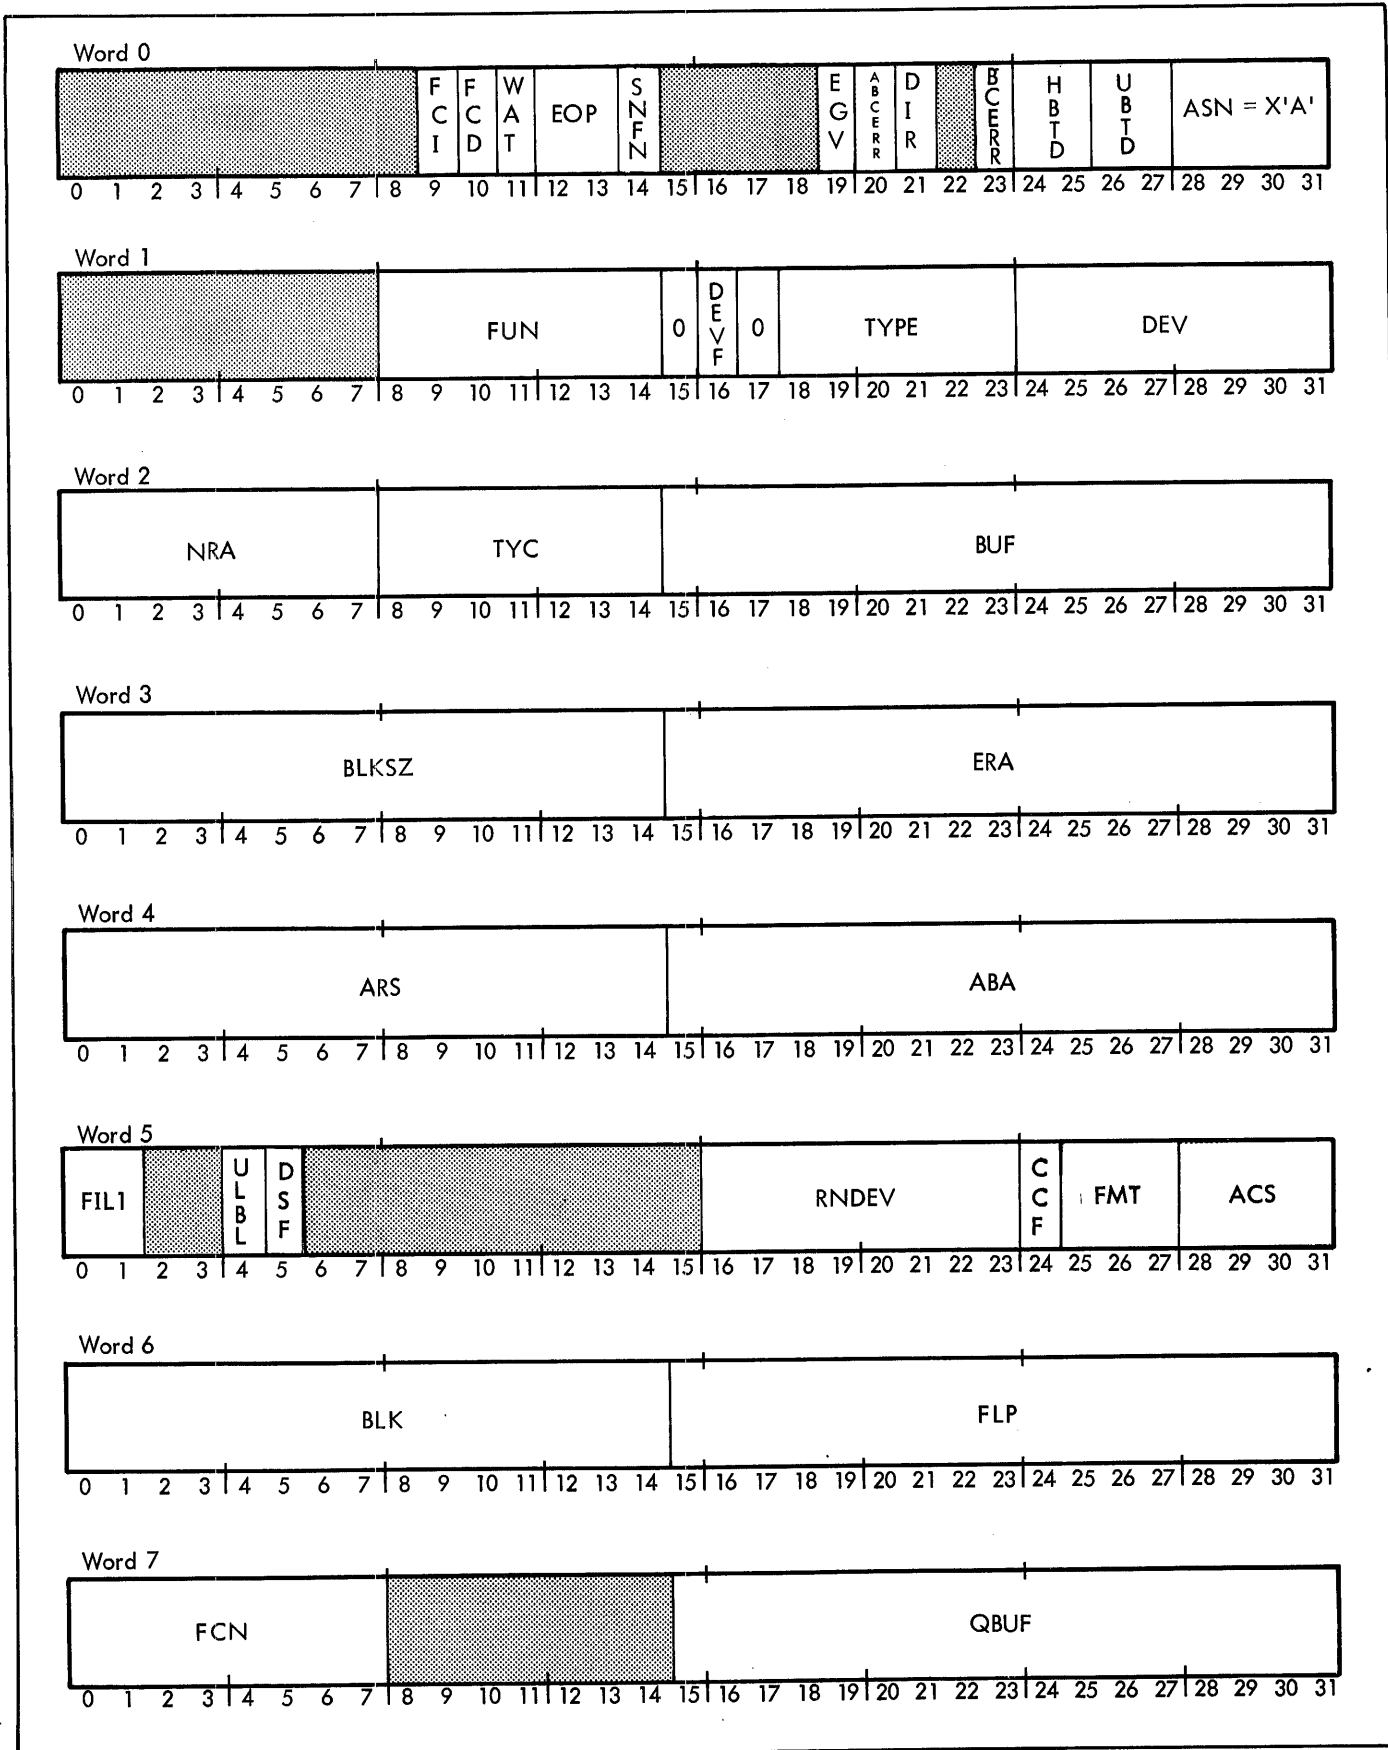 Word 0
FCI FCD WAT EOP SNFN EGV ABCERR DIR BCERR HBTD UBTD ASN = X'A'
0 1 2 3 4 5 6 7 8 9 10 11 12 13 14 15 16 17 18 19 20 21 22 23 24 25 26 27 28 29 30 31
Word 1
FUN 0 DEVF 0 TYPE DEV
0 1 2 3 4 5 6 7 8 9 10 11 12 13 14 15 16 17 18 19 20 21 22 23 24 25 26 27 28 29 30 31
Word 2
NRA TYC BUF
0 1 2 3 4 5 6 7 8 9 10 11 12 13 14 15 16 17 18 19 20 21 22 23 24 25 26 27 28 29 30 31
Word 3
BLKSZ ERA
0 1 2 3 4 5 6 7 8 9 10 11 12 13 14 15 16 17 18 19 20 21 22 23 24 25 26 27 28 29 30 31
Word 4
ARS ABA
0 1 2 3 4 5 6 7 8 9 10 11 12 13 14 15 16 17 18 19 20 21 22 23 24 25 26 27 28 29 30 31
Word 5
FIL1 ULBL DSF RNDEV CCF FMT ACS
0 1 2 3 4 5 6 7 8 9 10 11 12 13 14 15 16 17 18 19 20 21 22 23 24 25 26 27 28 29 30 31
Word 6
BLK FLP
0 1 2 3 4 5 6 7 8 9 10 11 12 13 14 15 16 17 18 19 20 21 22 23 24 25 26 27 28 29 30 31
Word 7
FCN QBUF
0 1 2 3 4 5 6 7 8 9 10 11 12 13 14 15 16 17 18 19 20 21 22 23 24 25 26 27 28 29 30 31